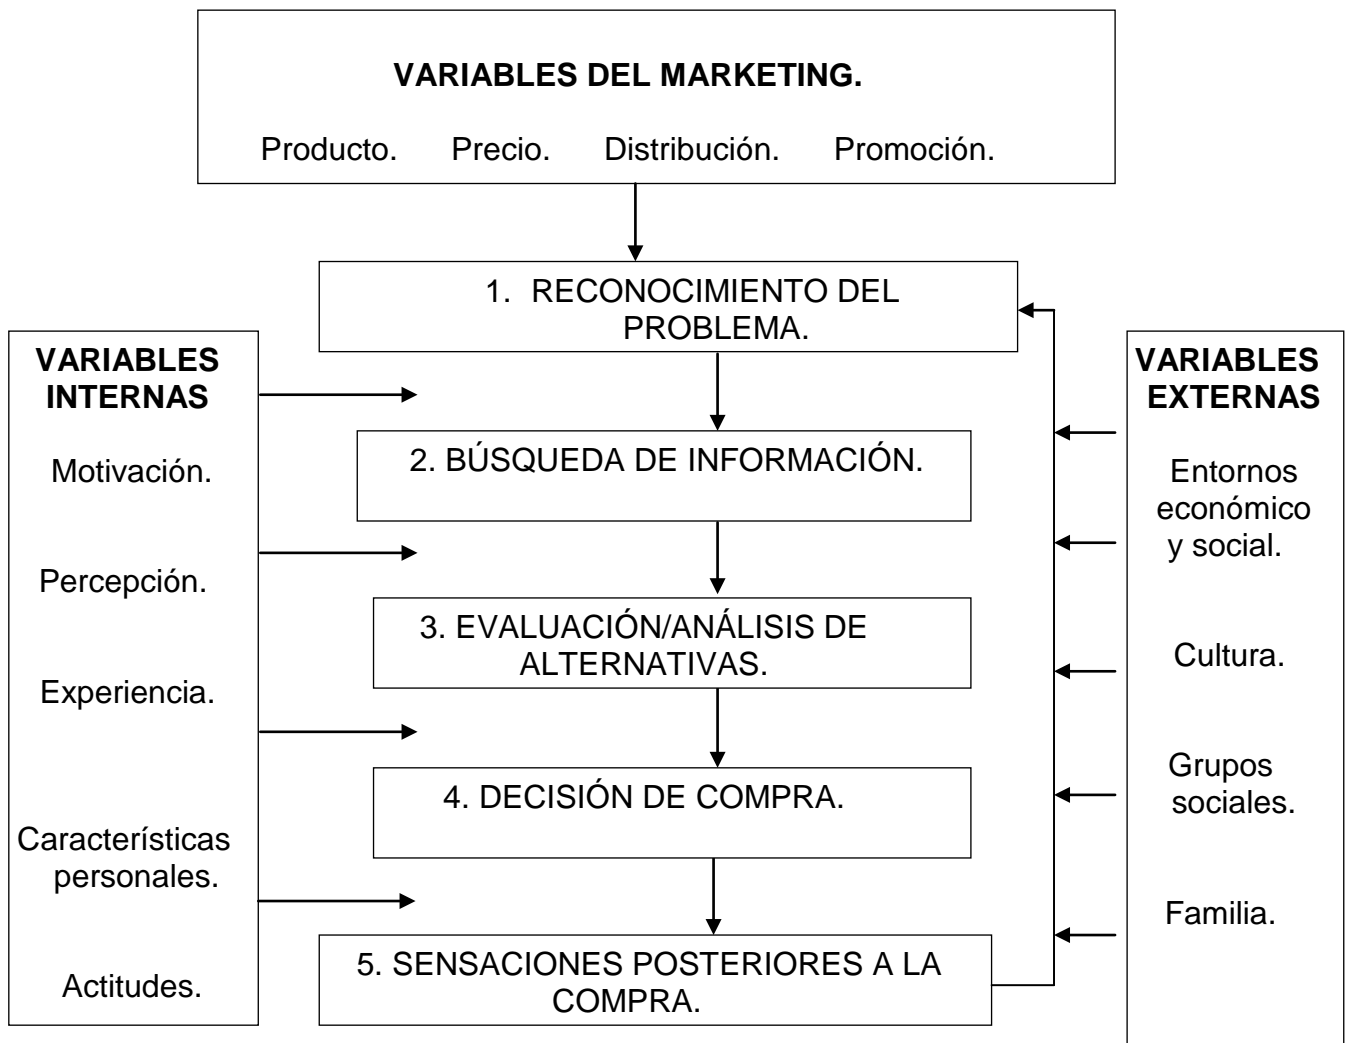 VARIABLES DEL MARKETING.
Producto. Precio. Distribución. Promoción.
1. RECONOCIMIENTO DEL
PROBLEMA.
VARIABLES
INTERNAS
Motivación.
Percepción.
Experiencia.
Característícas
personales.
Actitudes.
2. BÚSQUEDA DE INFORMACIÓN.
3. EVALUACIÓN/ANÁLISIS DE
ALTERNATIVAS.
4. DECISIÓN DE COMPRA.
5. SENSACIONES POSTERIORES A LA
COMPRA.
VARIABLES
EXTERNAS
Entornos
económico
y social.
Cultura.
Grupos
sociales.
Familia.